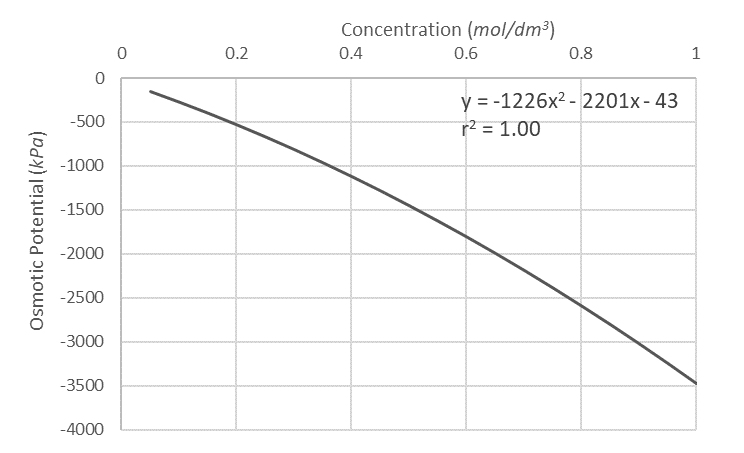 Concentration (mol/dm³)
0 0.2 0.4 0.6 0.8 1
0
-500
-1000
-1500
-2000
-2500
-3000
-3500
-4000
Osmotic Potential (kPa)
y = -1226x² - 2201x - 43
r² = 1.00